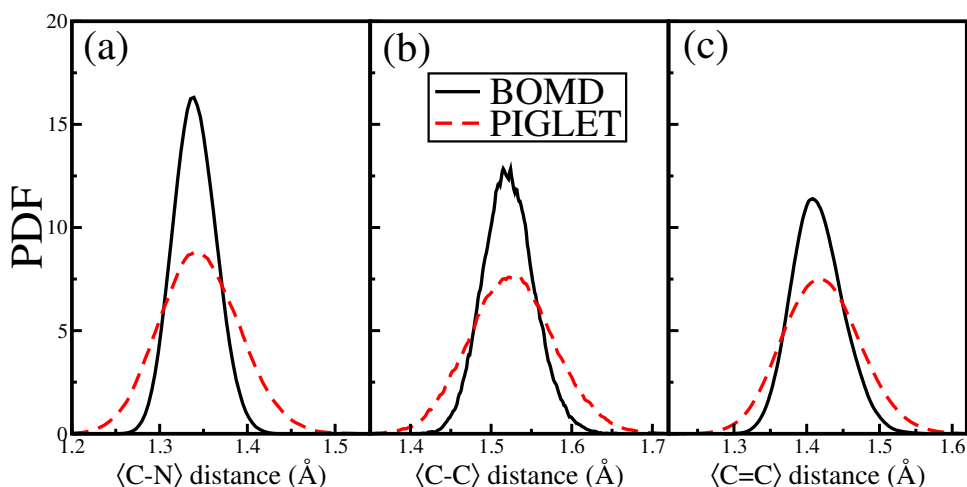 20
15
10
5
0
PDF
(a)
(b)
(c)
BOMD
PIGLET
1.2 1.3 1.4 1.5
1.4 1.5 1.6 1.7
1.3 1.4 1.5 1.6
⟨C-N⟩ distance (Å)
⟨C-C⟩ distance (Å)
⟨C=C⟩ distance (Å)